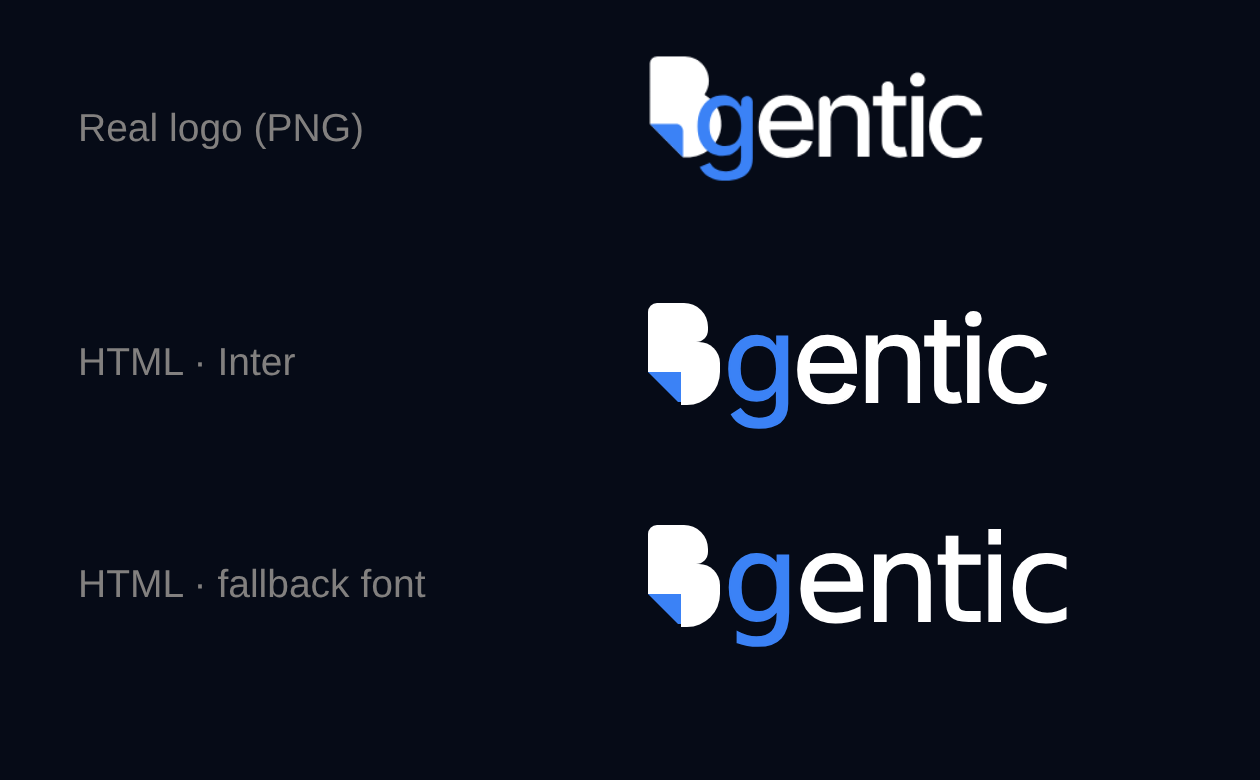 Real logo (PNG)
Bgentic
HTML · Inter
Bgentic
HTML · fallback font
Bgentic